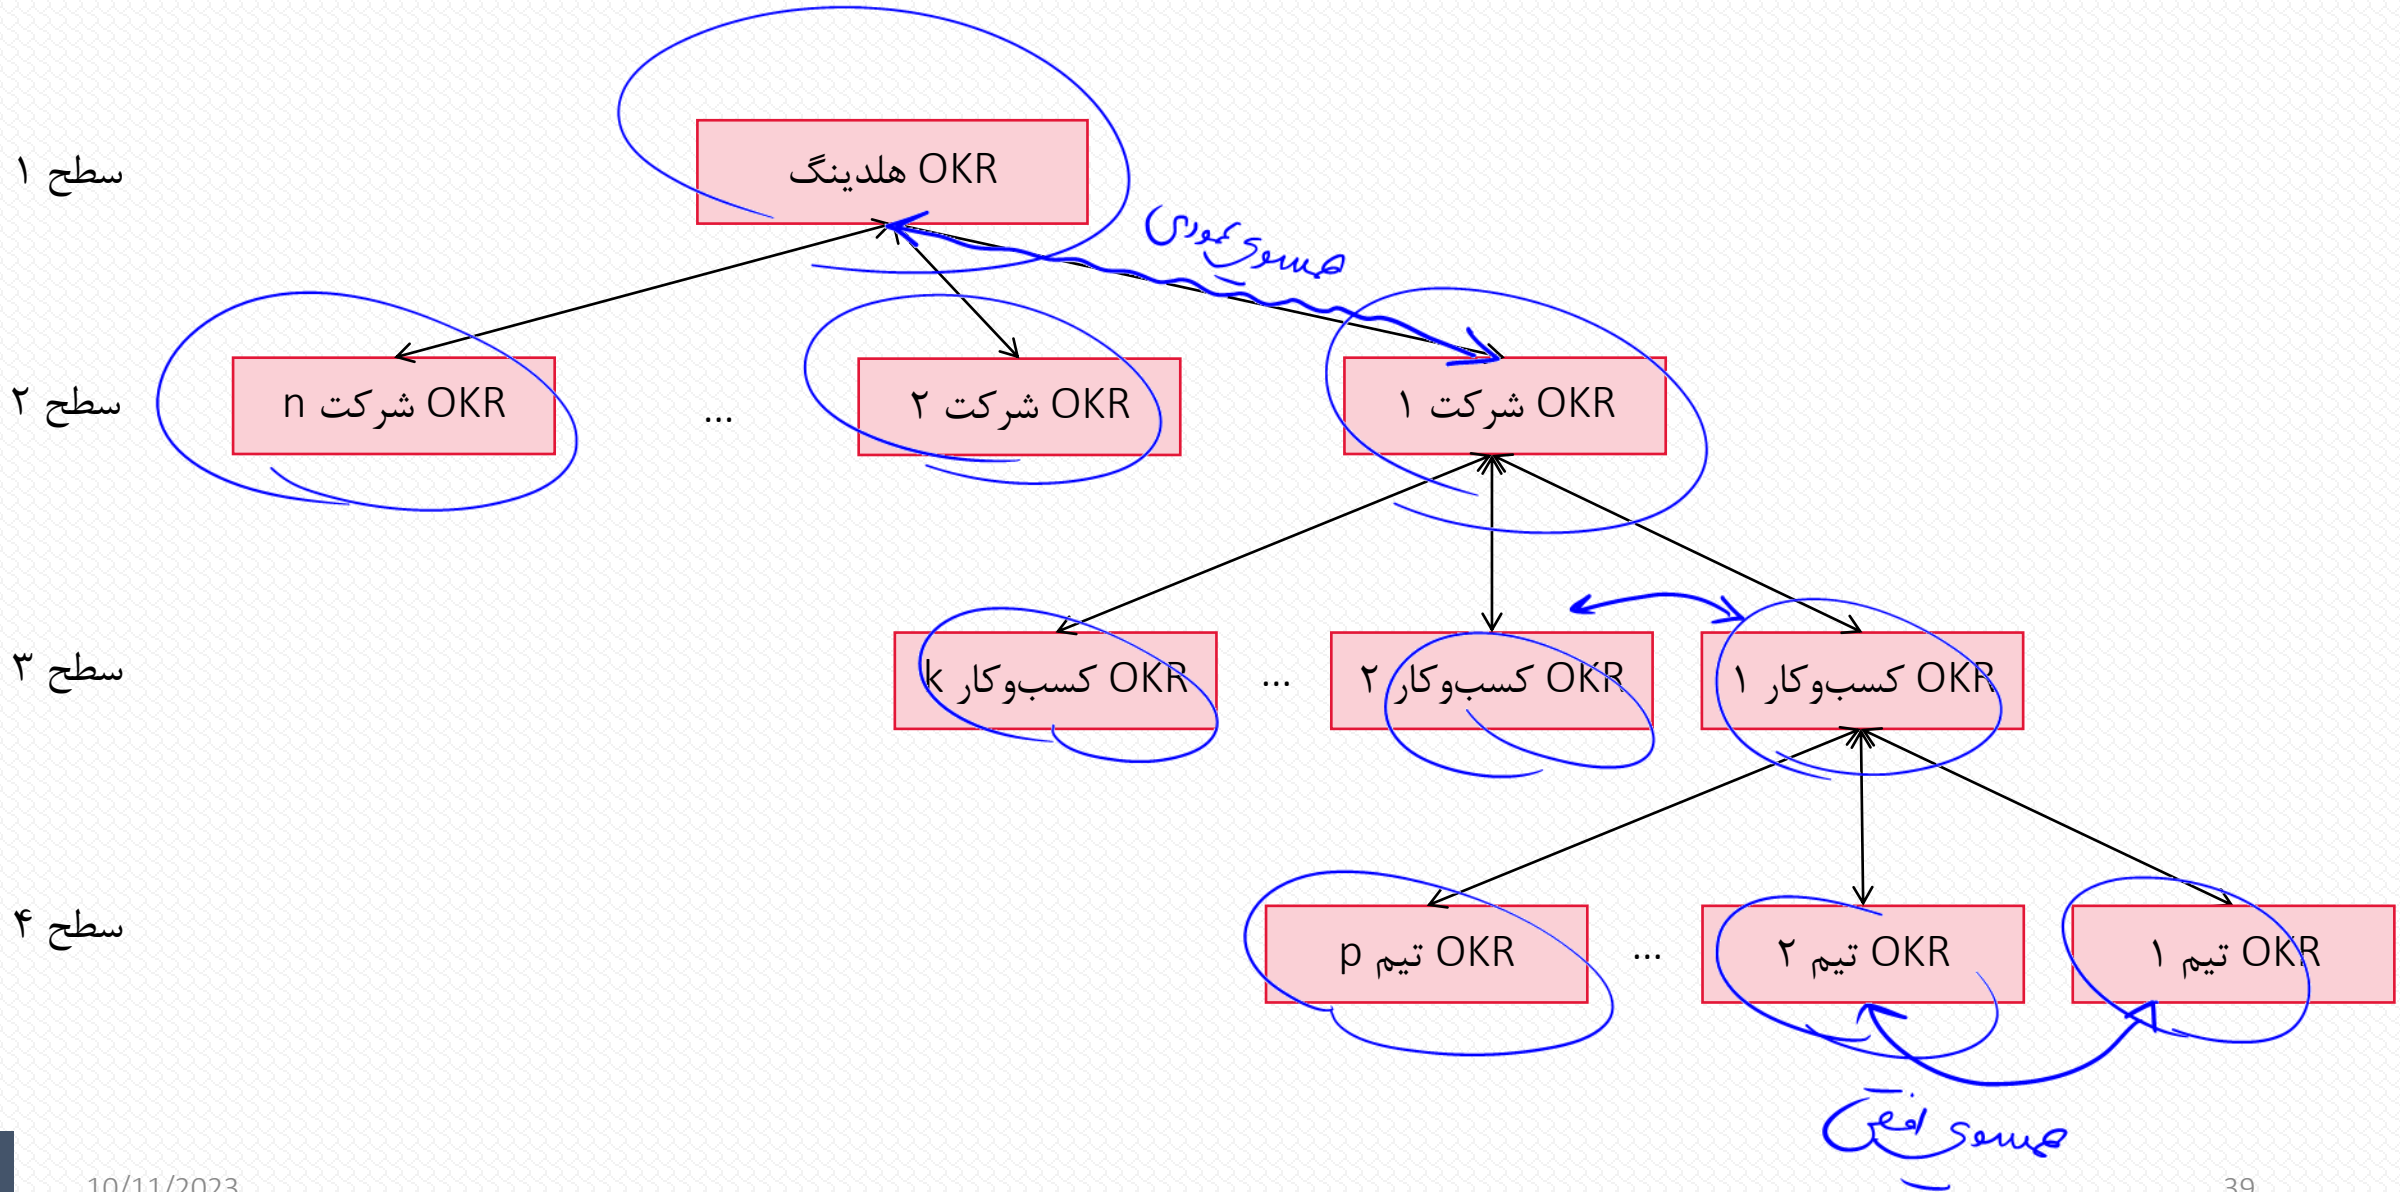 سطح ۱
OKR هلدینگ
همسوی عمودی
سطح ۲
OKR شرکت ۱
OKR شرکت ۲
...
OKR شرکت n
سطح ۳
OKR کسب‌وکار ۱
OKR کسب‌وکار ۲
...
OKR کسب‌وکار k
سطح ۴
OKR تیم ۱
OKR تیم ۲
...
OKR تیم p
همسوی افقی
10/11/2023
39